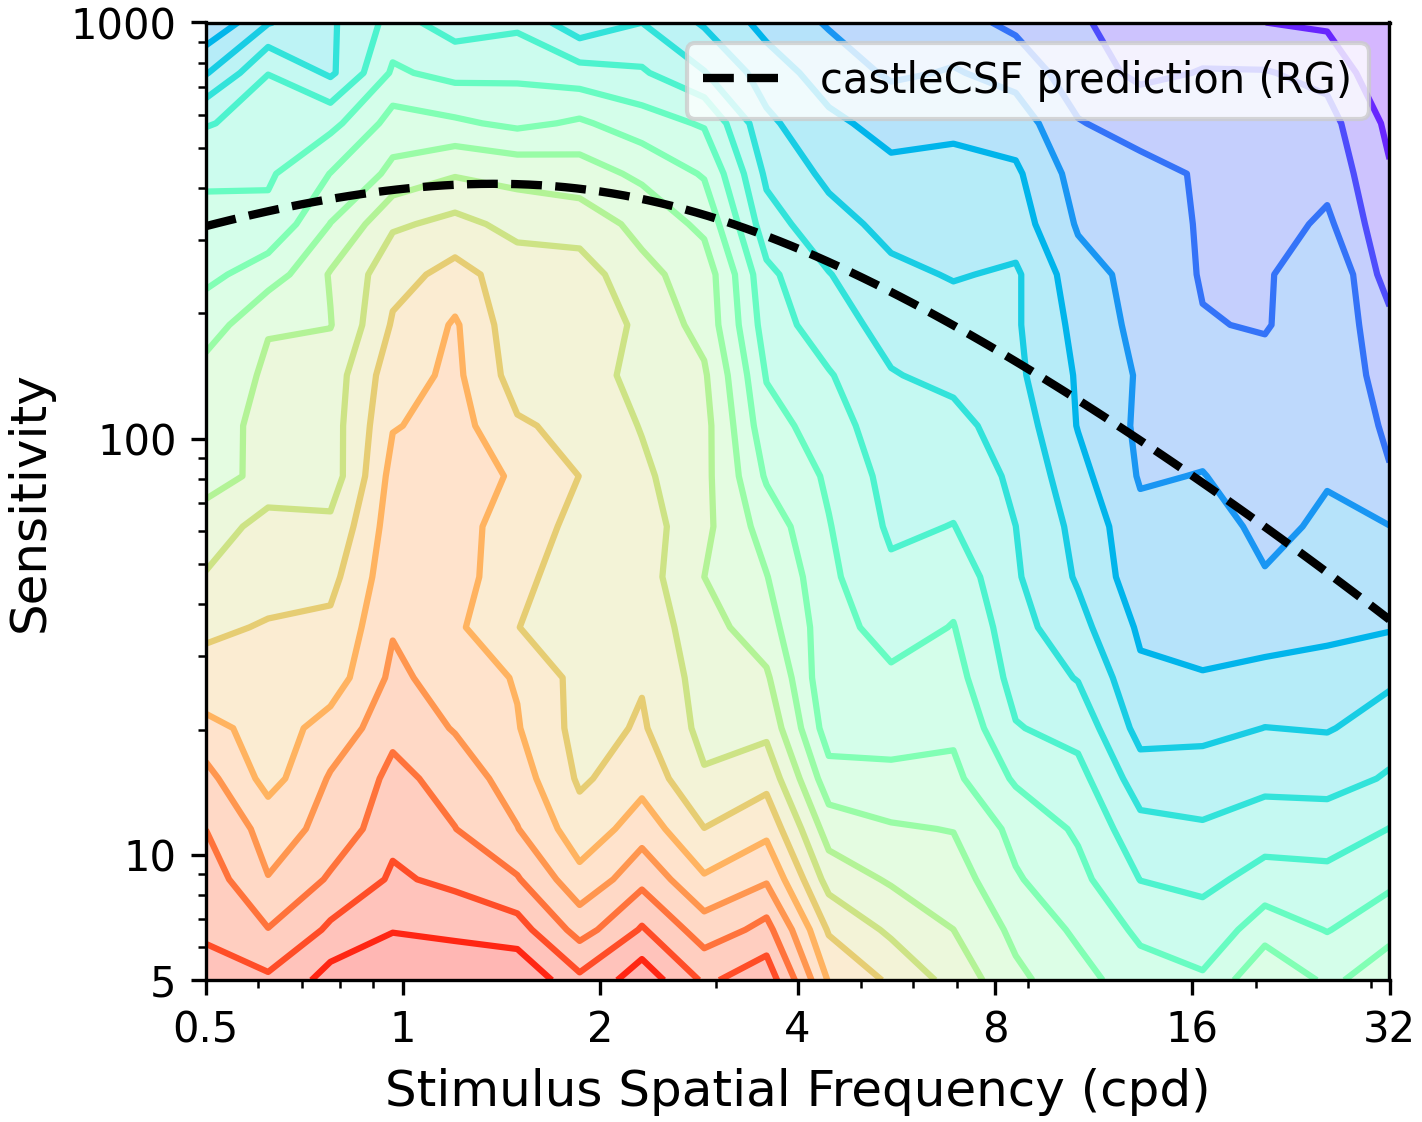 1000
castleCSF prediction (RG)
Sensitivity
100
10
5
0.5 1 2 4 8 16 32
Stimulus Spatial Frequency (cpd)